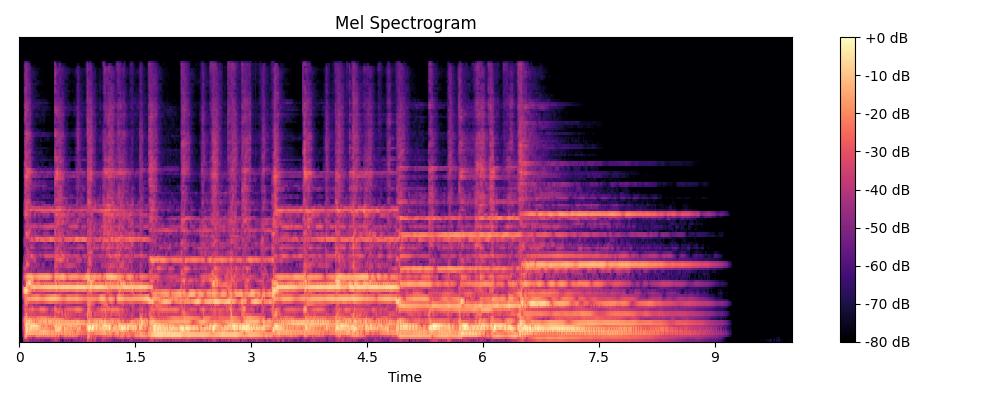 Mel Spectrogram
+0 dB
-10 dB
-20 dB
-30 dB
-40 dB
-50 dB
-60 dB
-70 dB
-80 dB
0 1.5 3 4.5 6 7.5 9
Time